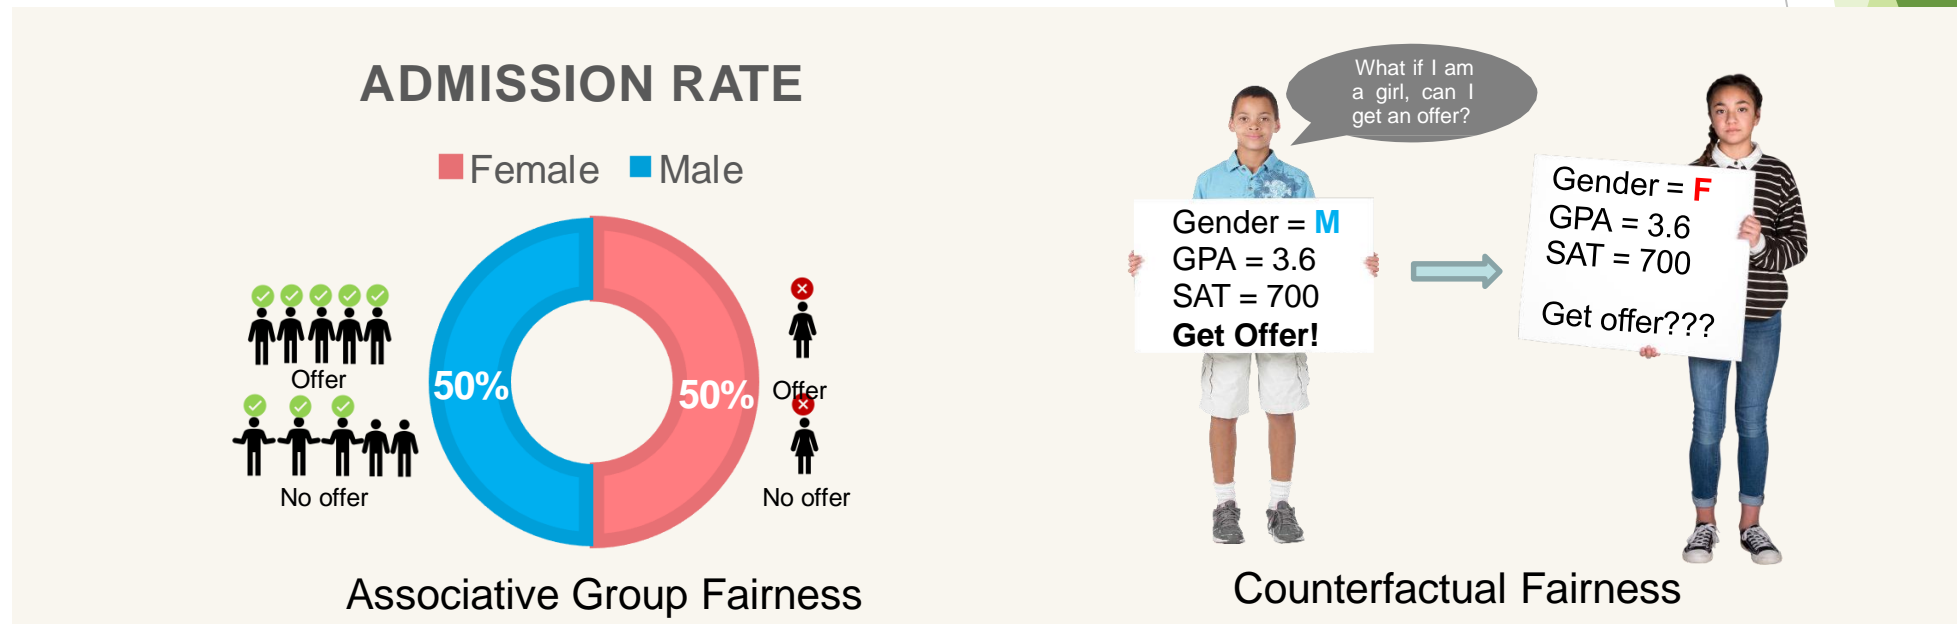 ADMISSION RATE
Female Male
50%
50%
Offer
No offer
Offer
No offer
Associative Group Fairness
What if I am
a girl, can I
get an offer?
Gender = M
GPA = 3.6
SAT = 700
Get Offer!
Gender = F
GPA = 3.6
SAT = 700
Get offer???
Counterfactual Fairness